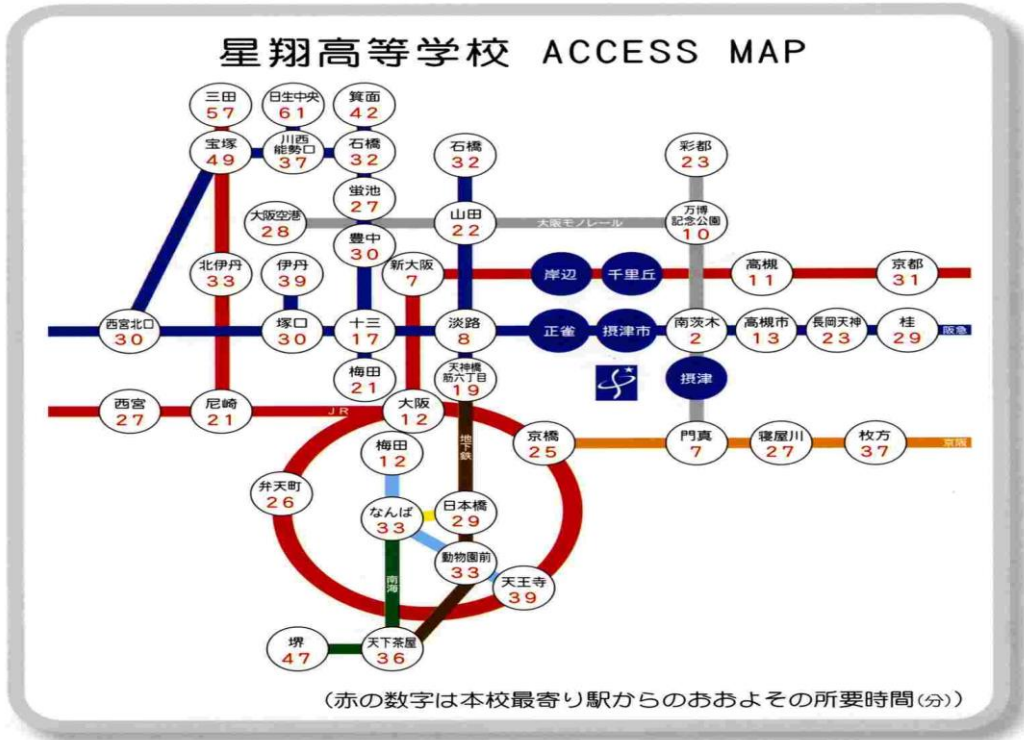 星翔高等学校 ACCESS MAP
三田
57
日生中央
61
箕面
42
宝塚
49
川西
能勢口
37
石橋
32
石橋
32
彩都
23
蛍池
27
大阪空港
28
山田
22
大阪モノレール
万博
記念公園
10
豊中
30
北伊丹
33
伊丹
39
新大阪
7
岸辺
千里丘
高槻
11
京都
31
西宮北口
30
塚口
30
十三
17
淡路
8
正雀
摂津市
南茨木
2
高槻市
13
長岡天神
23
桂
29
阪急
梅田
21
天神橋
筋六丁目
19
摂津
西宮
27
尼崎
21
JR
大阪
12
梅田
12
地下鉄
京橋
25
門真
7
寝屋川
27
枚方
37
京阪
弁天町
26
なんば
33
日本橋
29
動物園前
33
南海
天王寺
39
堺
47
天下茶屋
36
(赤の数字は本校最寄り駅からのおおよその所要時間(分))